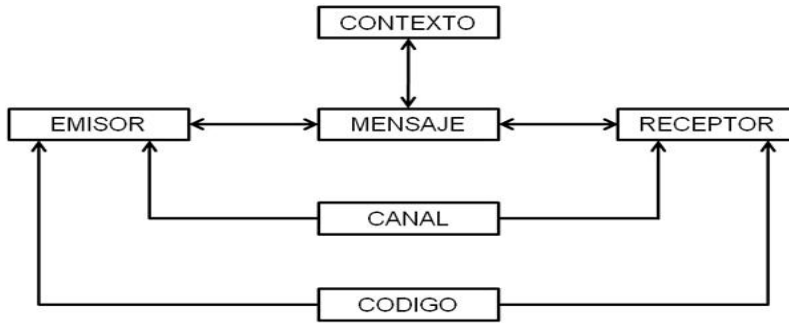 CONTEXTO
EMISOR
MENSAJE
RECEPTOR
CANAL
CODIGO